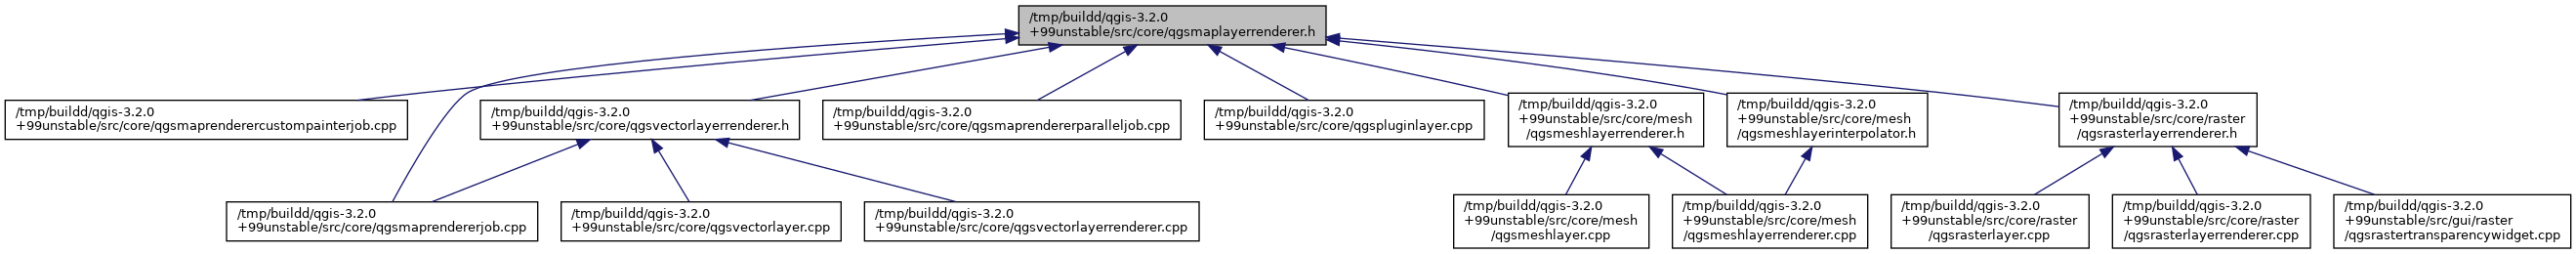 /tmp/buildd/qgis-3.2.0
+99unstable/src/core/qgsmaplayerrenderer.h
/tmp/buildd/qgis-3.2.0
+99unstable/src/core/qgsmaprenderercustompainterjob.cpp
/tmp/buildd/qgis-3.2.0
+99unstable/src/core/qgsvectorlayerrenderer.h
/tmp/buildd/qgis-3.2.0
+99unstable/src/core/qgsmaprendererparalleljob.cpp
/tmp/buildd/qgis-3.2.0
+99unstable/src/core/qgspluginlayer.cpp
/tmp/buildd/qgis-3.2.0
+99unstable/src/core/mesh
/qgsmeshlayerrenderer.h
/tmp/buildd/qgis-3.2.0
+99unstable/src/core/mesh
/qgsmeshlayerinterpolator.h
/tmp/buildd/qgis-3.2.0
+99unstable/src/core/raster
/qgsrasterlayerrenderer.h
/tmp/buildd/qgis-3.2.0
+99unstable/src/core/qgsmaprendererjob.cpp
/tmp/buildd/qgis-3.2.0
+99unstable/src/core/qgsvectorlayer.cpp
/tmp/buildd/qgis-3.2.0
+99unstable/src/core/qgsvectorlayerrenderer.cpp
/tmp/buildd/qgis-3.2.0
+99unstable/src/core/mesh
/qgsmeshlayer.cpp
/tmp/buildd/qgis-3.2.0
+99unstable/src/core/mesh
/qgsmeshlayerrenderer.cpp
/tmp/buildd/qgis-3.2.0
+99unstable/src/core/raster
/qgsrasterlayer.cpp
/tmp/buildd/qgis-3.2.0
+99unstable/src/core/raster
/qgsrasterlayerrenderer.cpp
/tmp/buildd/qgis-3.2.0
+99unstable/src/gui/raster
/qgsrastertransparencywidget.cpp